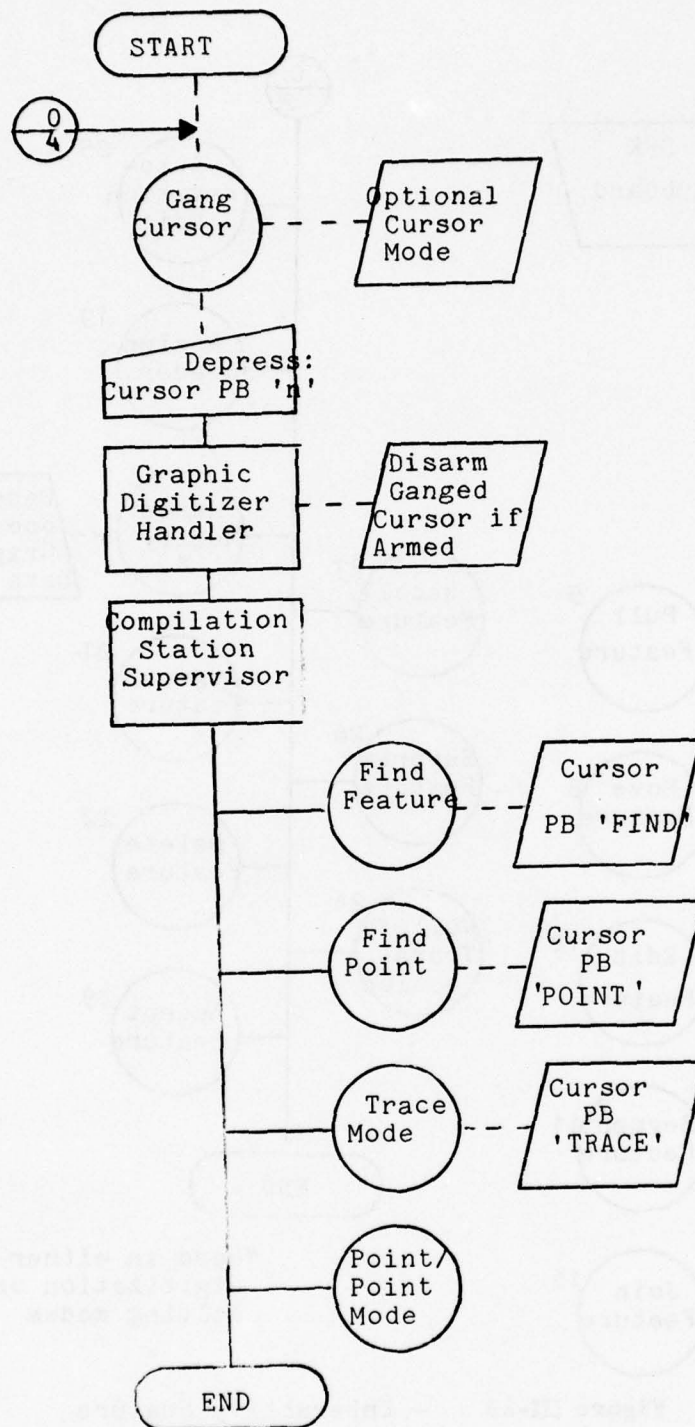 START
O
4
Gang
Cursor
Optional
Cursor
Mode
Depress:
Cursor PB 'n'
Graphic
Digitizer
Handler
Disarm
Ganged
Cursor if
Armed
Compilation
Station
Supervisor
Find
Feature
Cursor
PB 'FIND'
Find
Point
Cursor
PB
'POINT'
Trace
Mode
Cursor
PB
'TRACE'
Point/
Point
Mode
END